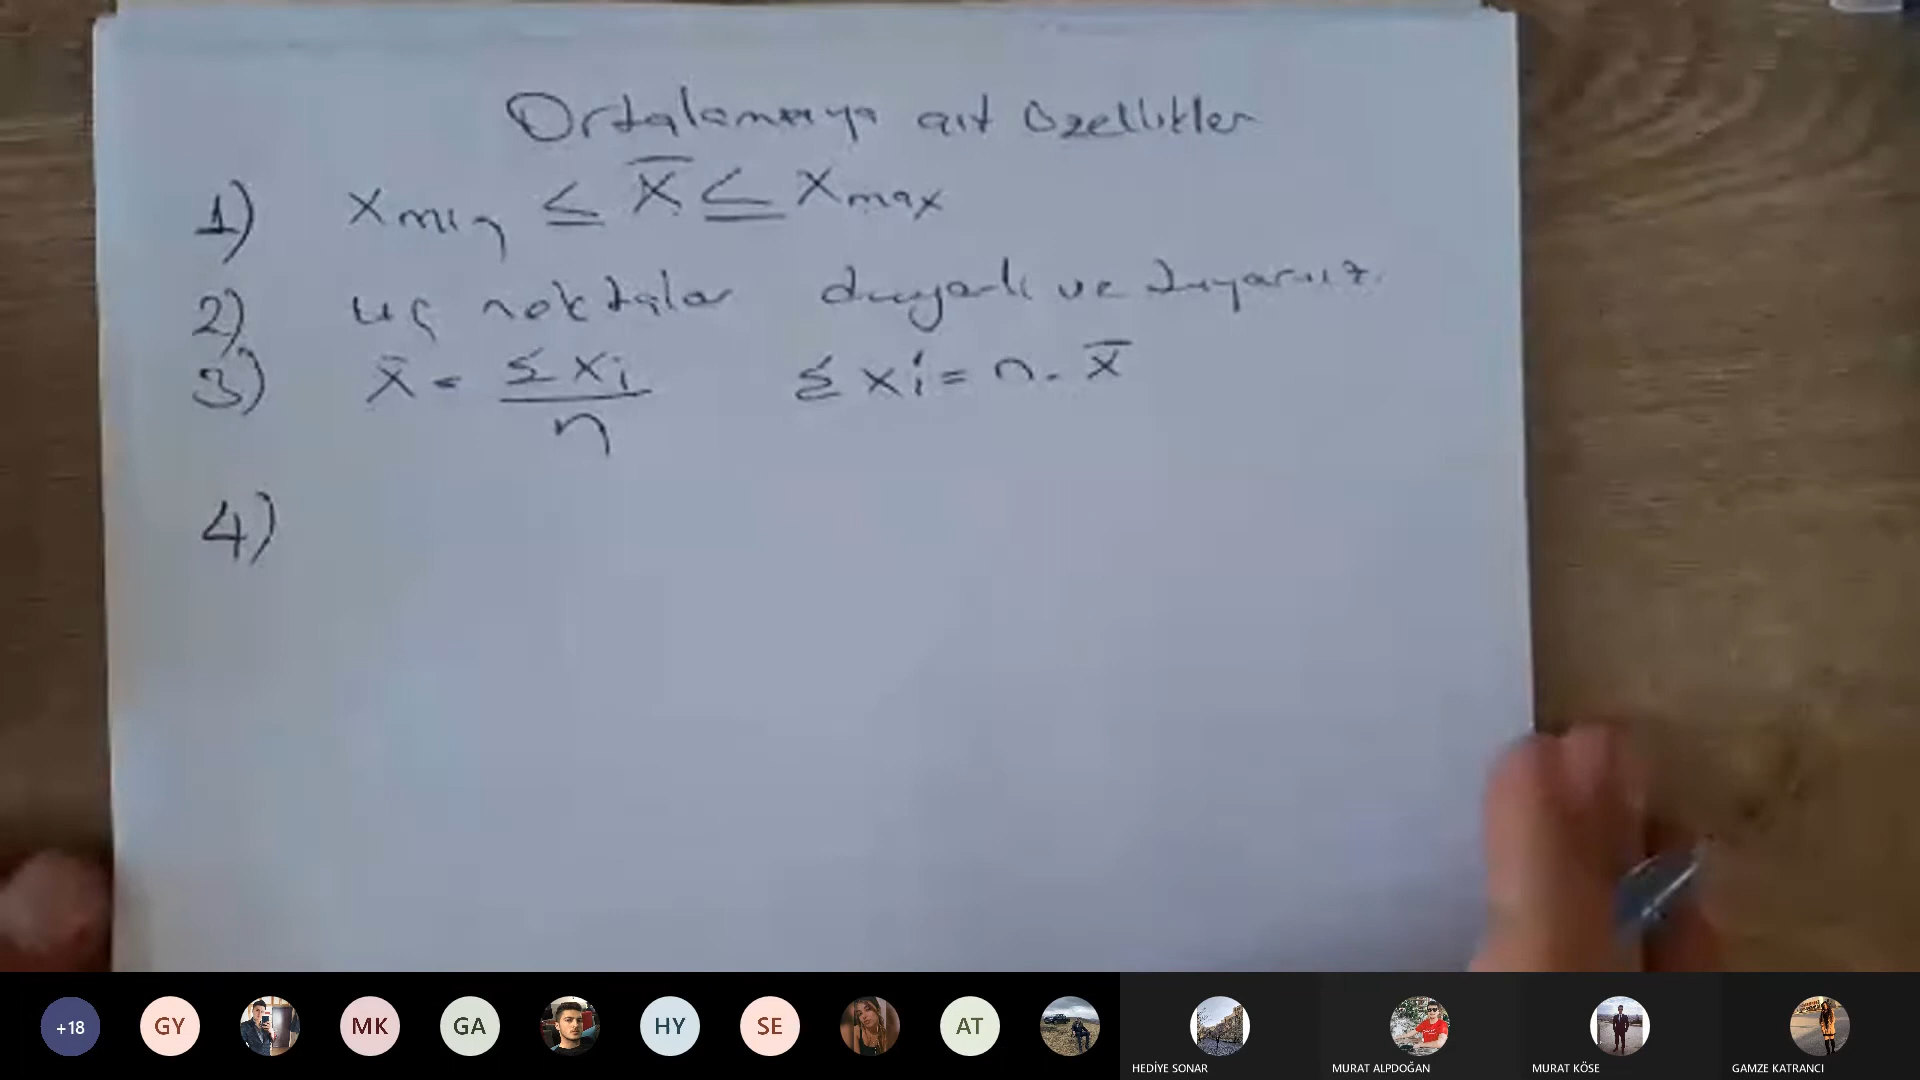 Ortalamaya ait özellikler
1) xmin ≤ x̄ ≤ xmax
2) uç noktalar duyarlı ve duyarsız.
3) x̄ = Σxi / n    Σxi = n. x̄
4)
+18 GY MK GA HY SE AT
HEDİYE SONAR MURAT ALPDOĞAN MURAT KÖSE GAMZE KATRANCI